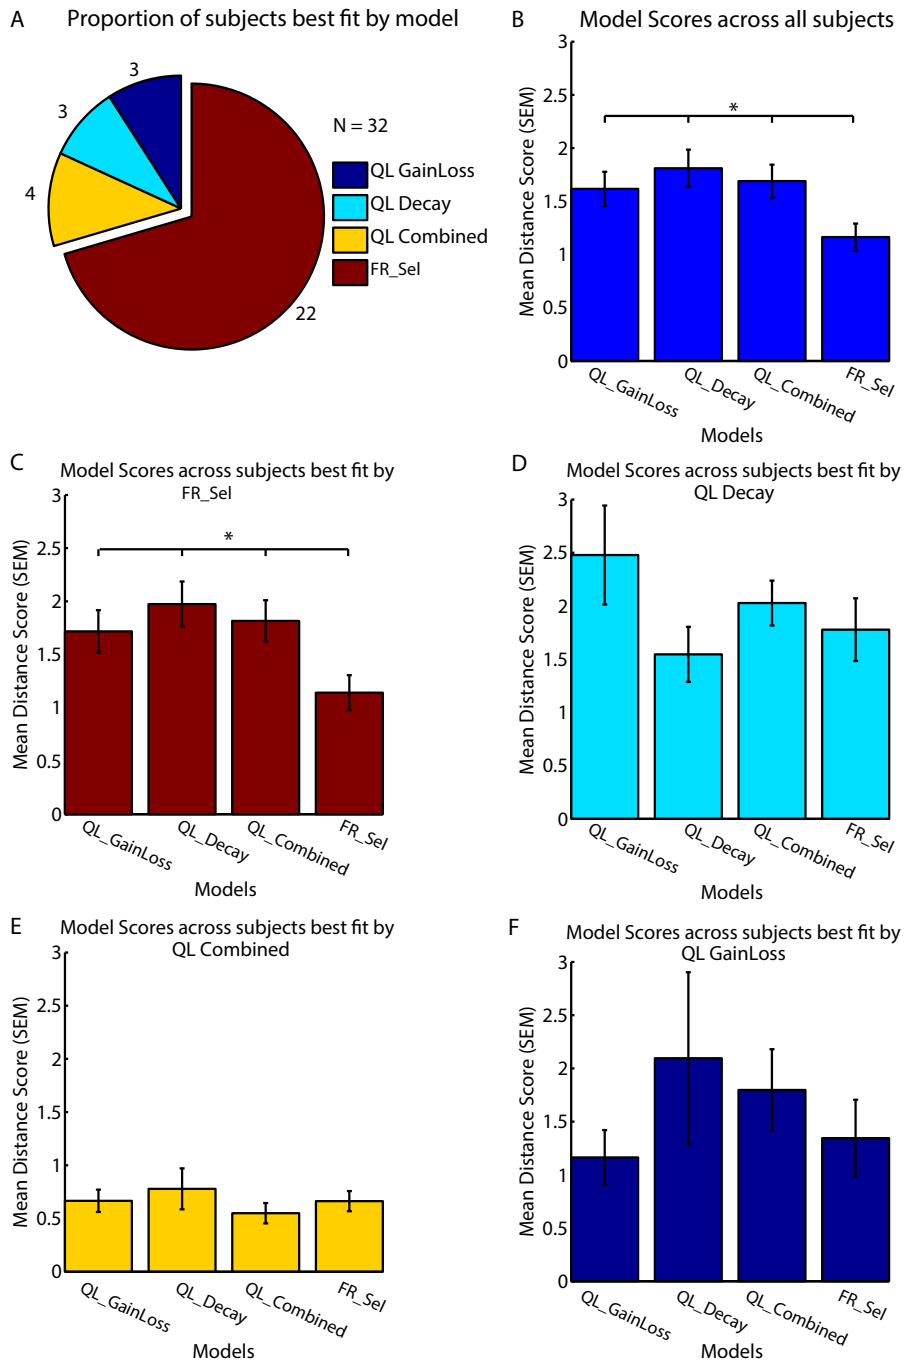 A
Proportion of subjects best fit by model
3
3
4
22
N = 32
QL GainLoss
QL Decay
QL Combined
FR_Sel
B
Model Scores across all subjects
Mean Distance Score (SEM)
3
2.5
2
1.5
1
0.5
0
*
QL_GainLoss
QL_Decay
QL_Combined
FR_Sel
Models
C
Model Scores across subjects best fit by
FR_Sel
Mean Distance Score (SEM)
3
2.5
2
1.5
1
0.5
0
*
QL_GainLoss
QL_Decay
QL_Combined
FR_Sel
Models
D
Model Scores across subjects best fit by
QL Decay
Mean Distance Score (SEM)
3
2.5
2
1.5
1
0.5
0
QL_GainLoss
QL_Decay
QL_Combined
FR_Sel
Models
E
Model Scores across subjects best fit by
QL Combined
Mean Distance Score (SEM)
3
2.5
2
1.5
1
0.5
0
QL_GainLoss
QL_Decay
QL_Combined
FR_Sel
Models
F
Model Scores across subjects best fit by
QL GainLoss
Mean Distance Score (SEM)
3
2.5
2
1.5
1
0.5
0
QL_GainLoss
QL_Decay
QL_Combined
FR_Sel
Models